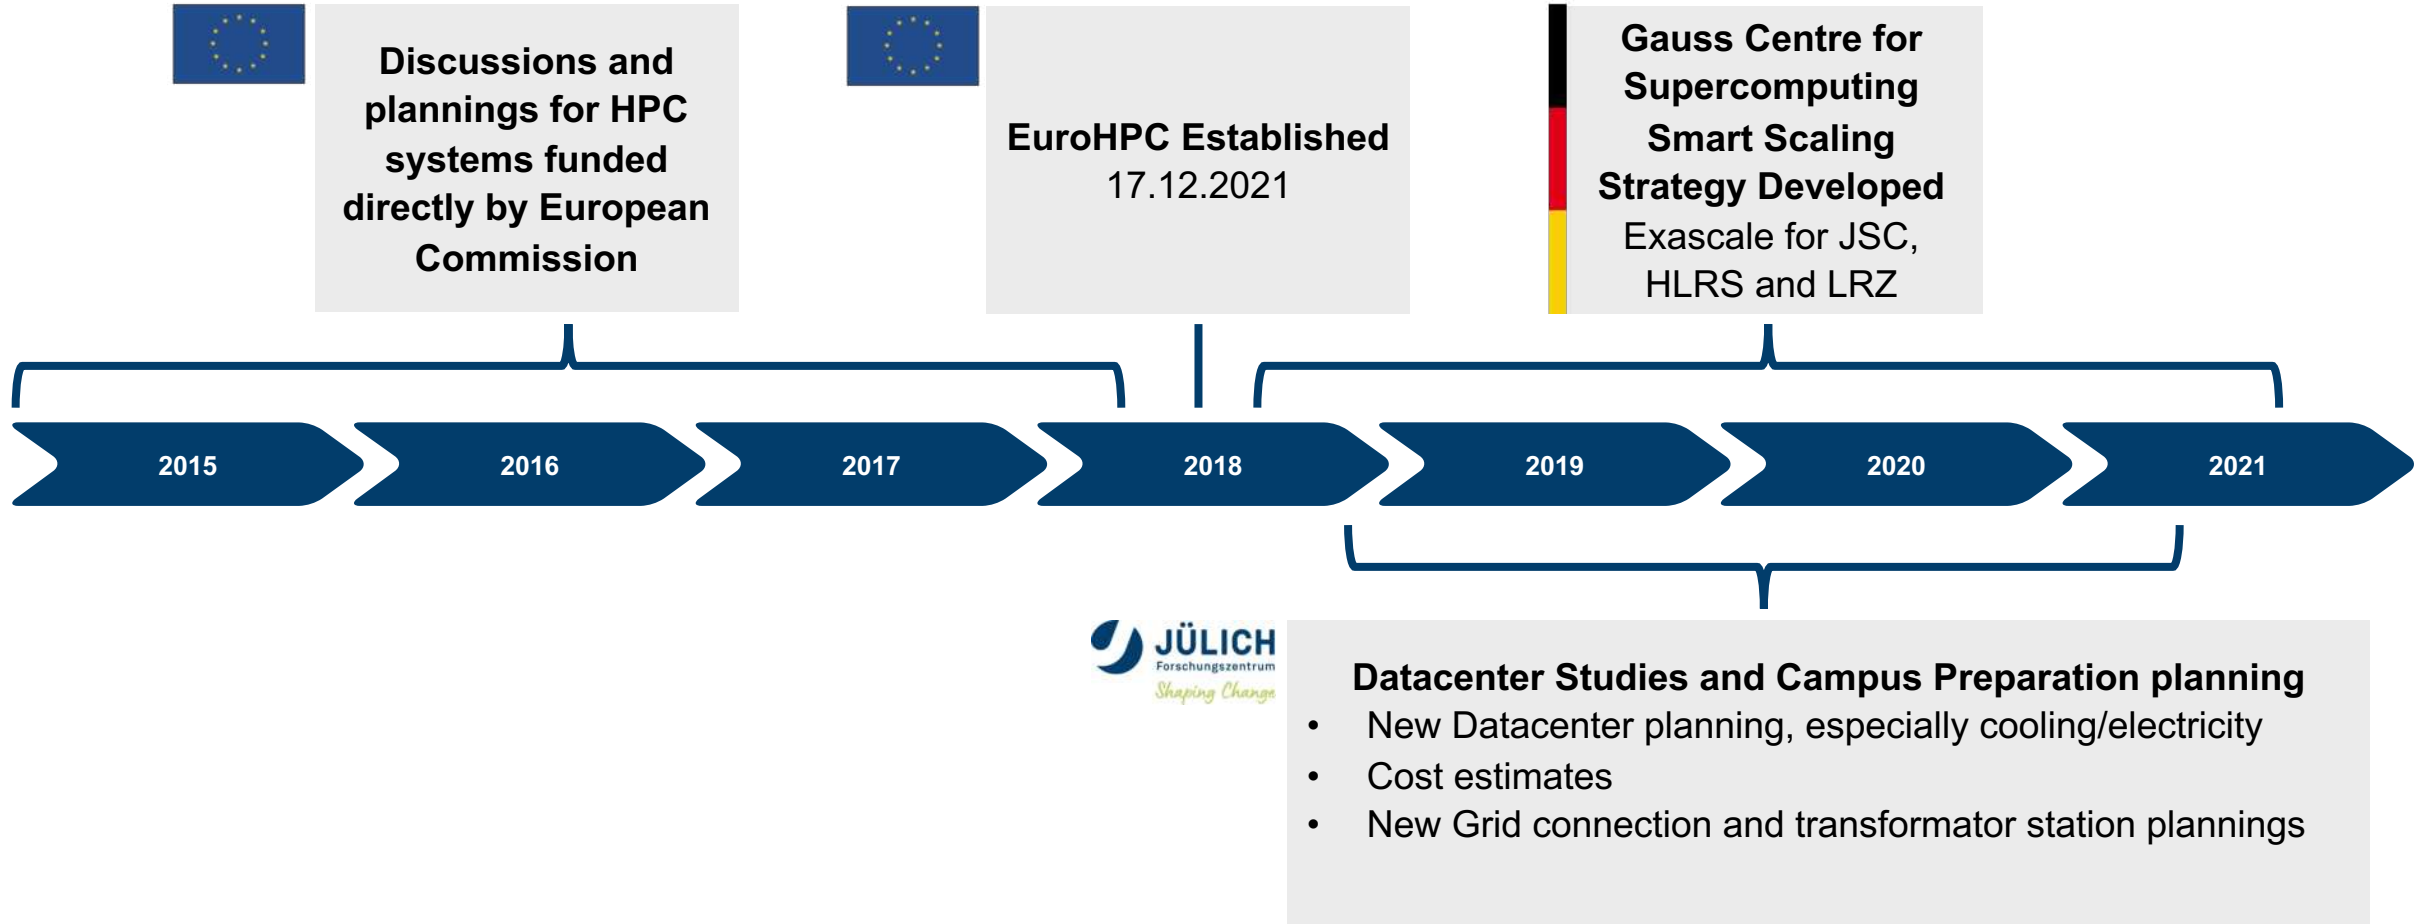 Discussions and
plannings for HPC
systems funded
directly by European
Commission
EuroHPC Established
17.12.2021
Gauss Centre for
Supercomputing
Smart Scaling
Strategy Developed
Exascale for JSC,
HLRS and LRZ
2015
2016
2017
2018
2019
2020
2021
JÜLICH
Forschungszentrum
Shaping Change
Datacenter Studies and Campus Preparation planning
• New Datacenter planning, especially cooling/electricity
• Cost estimates
• New Grid connection and transformator station plannings